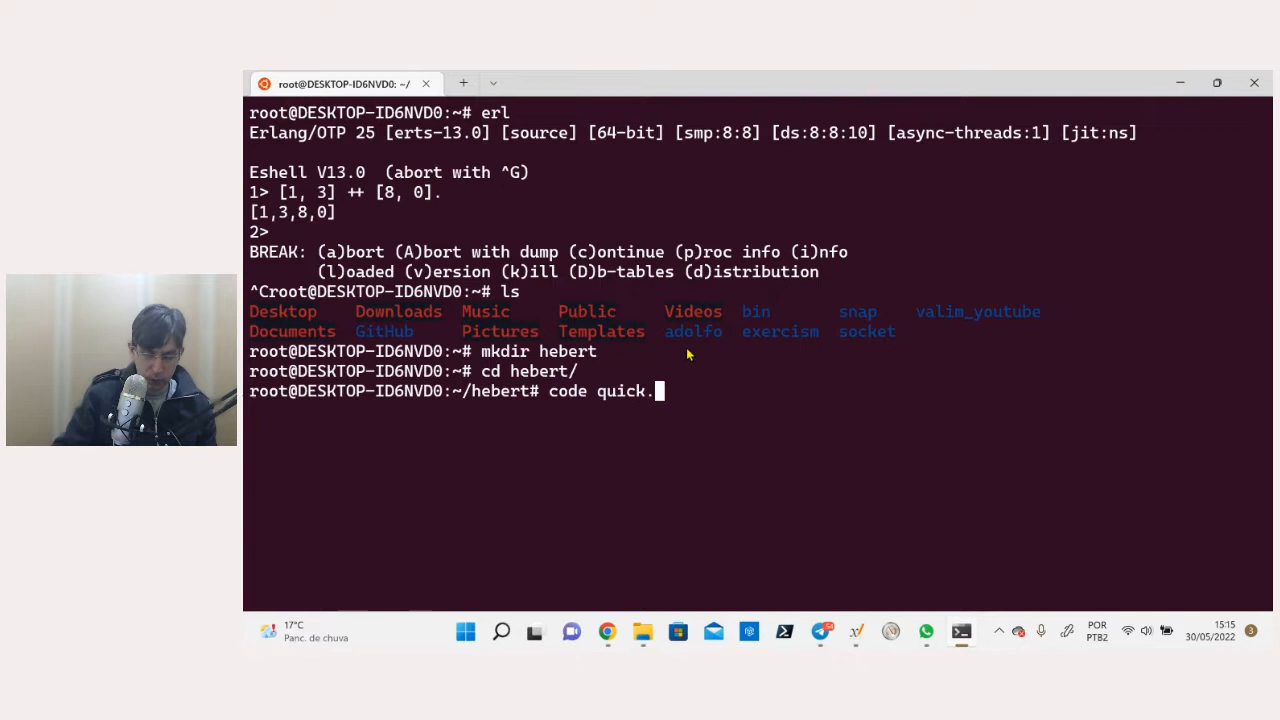 root@DESKTOP-ID6NVD0: ~/
root@DESKTOP-ID6NVD0:~# erl
Erlang/OTP 25 [erts-13.0] [source] [64-bit] [smp:8:8] [ds:8:8:10] [async-threads:1] [jit:ns]
Eshell V13.0  (abort with ^G)
1> [1, 3] ++ [8, 0].
[1,3,8,0]
2>
BREAK: (a)bort (A)bort with dump (c)ontinue (p)roc info (i)nfo
(l)oaded (v)ersion (k)ill (D)b-tables (d)istribution
^Croot@DESKTOP-ID6NVD0:~# ls
Desktop Downloads Music Public Videos bin snap valim_youtube
Documents GitHub Pictures Templates adolfo exercism socket
root@DESKTOP-ID6NVD0:~# mkdir hebert
root@DESKTOP-ID6NVD0:~# cd hebert/
root@DESKTOP-ID6NVD0:~/hebert# code quick.
17°C
Panc. de chuva
POR
PTB2
15:15
30/05/2022
3